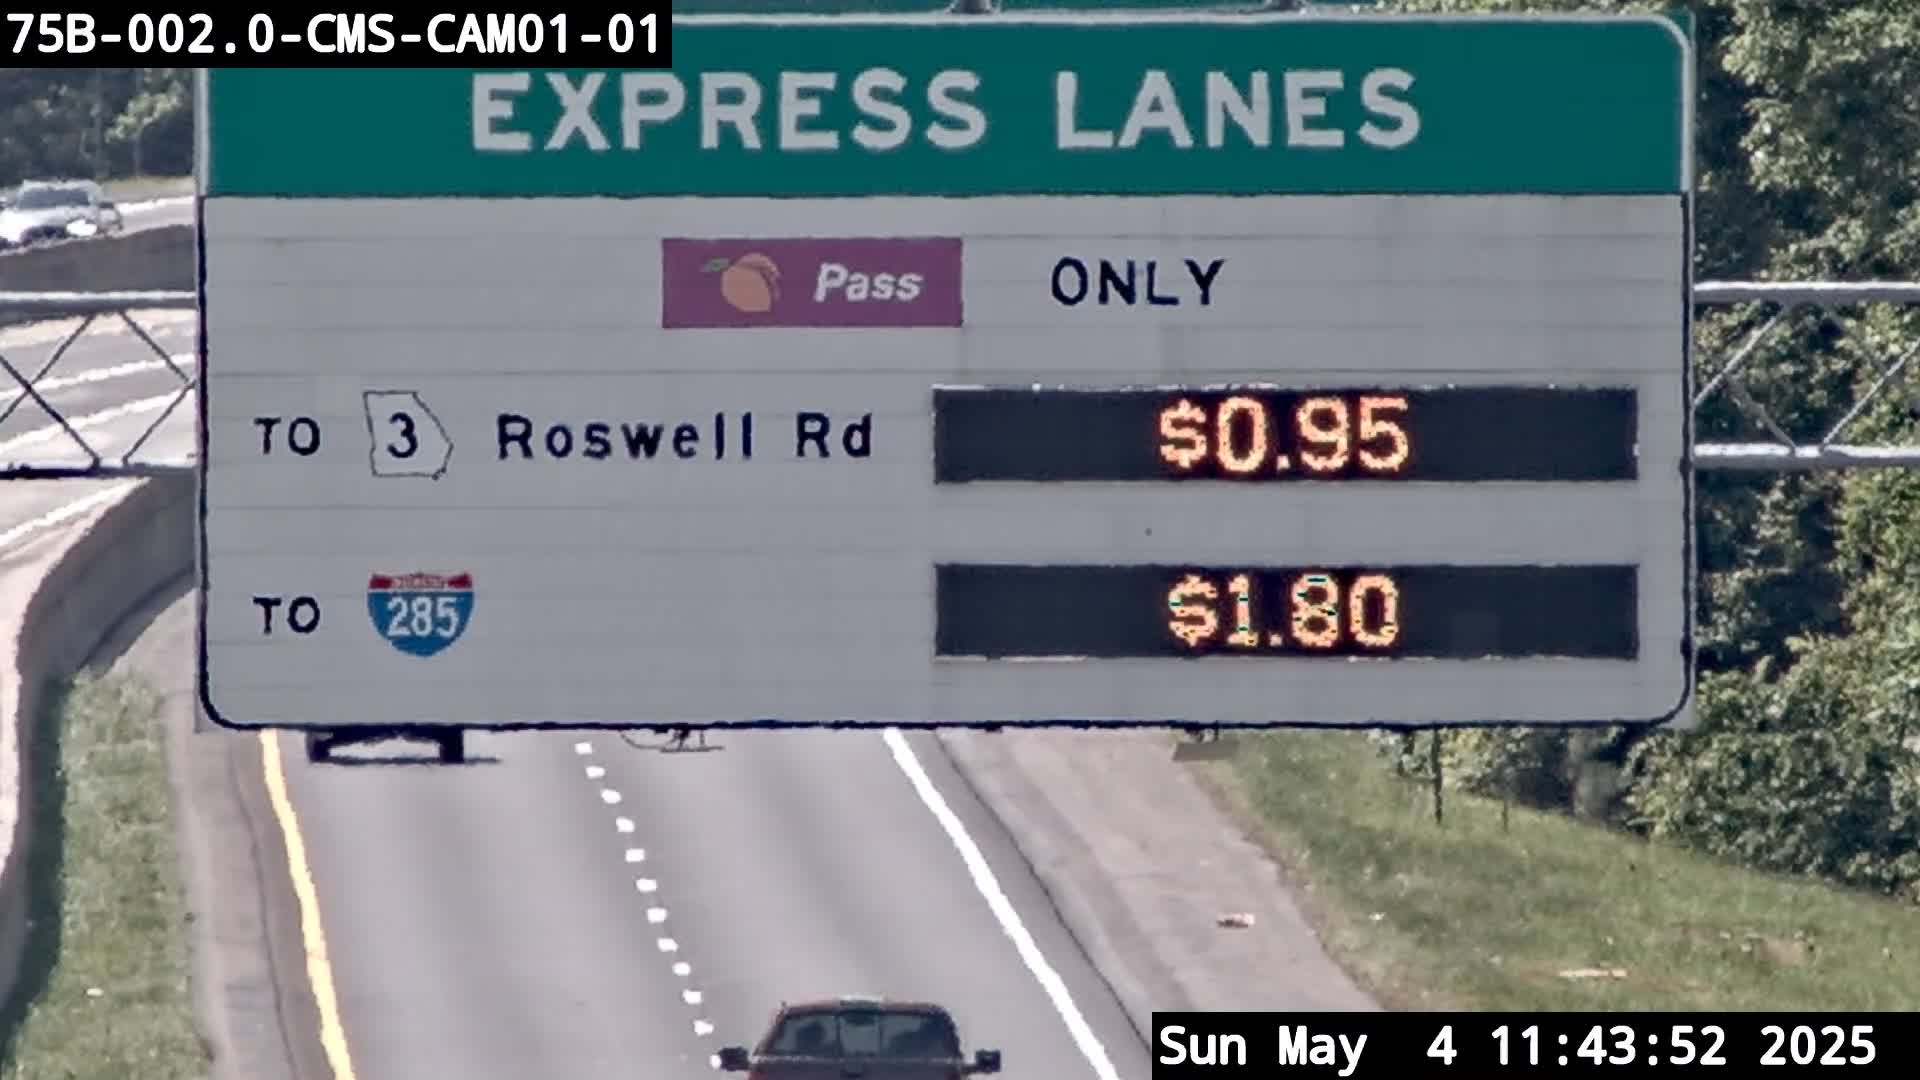 75B-002.0-CMS-CAM01-01
EXPRESS LANES
Pass ONLY
TO 3 Roswell Rd $0.95
TO 285 $1.80
Sun May 4 11:43:52 2025